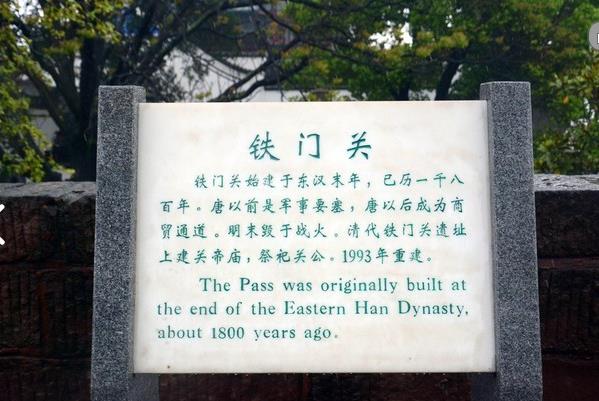 铁门关
铁门关始建于东汉末年，已历一千八
百年。唐以前是军事要塞，唐以后成为商
贸通道。明末毁于战火。清代铁门关遗址
上建关帝庙，祭祀关公。1993年重建。
The Pass was originally built at
the end of the Eastern Han Dynasty,
about 1800 years ago.